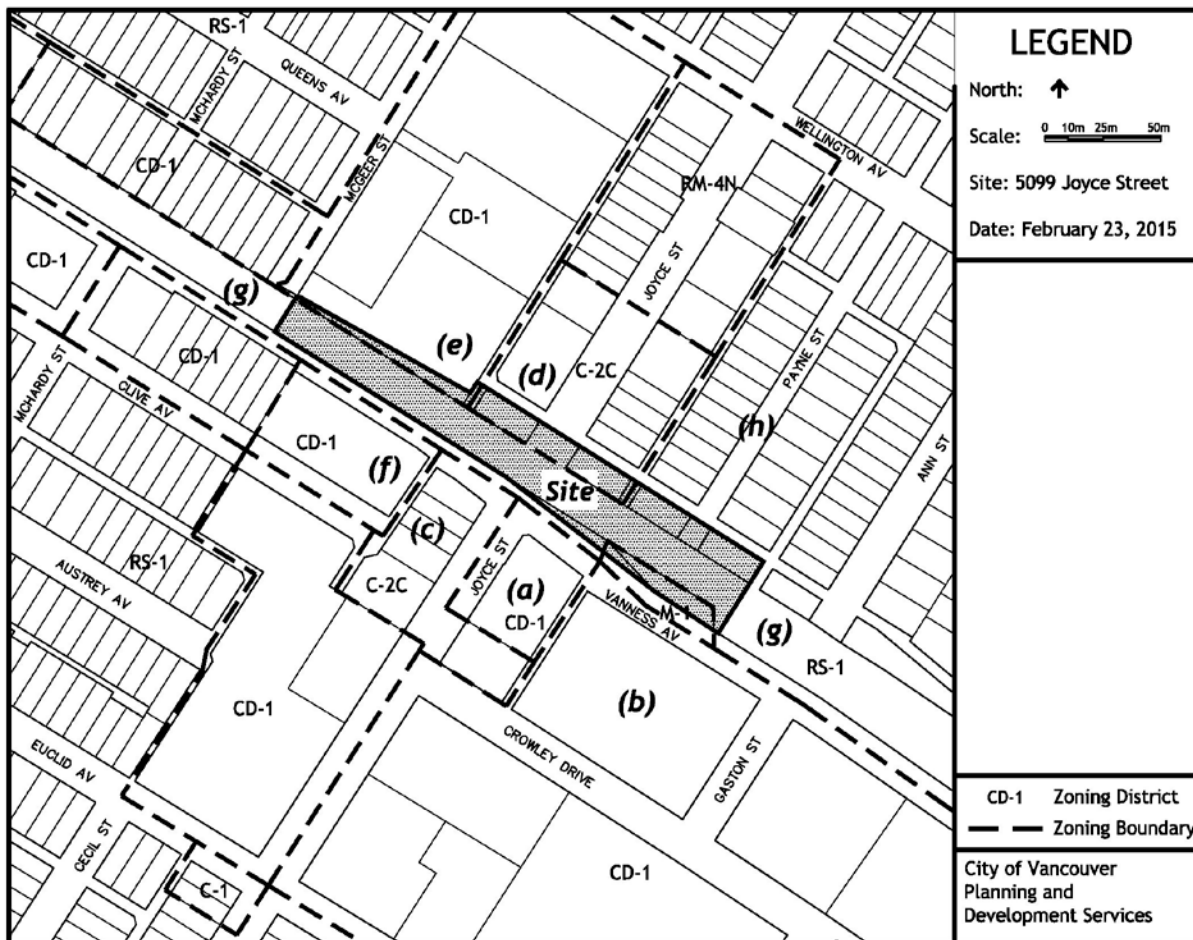 RS-1
MCHARDY ST
QUEENS AV
CD-1
MCGEER ST
CD-1
WELLINGTON AV
RM-4N
JOYCE ST
CD-1
(g)
CD-1
(e)
(d)
C-2C
PAYNE ST
(h)
ANN ST
MCHARDY ST
CLIVE AV
CD-1
(f)
Site
(c)
RS-1
AUSTREY AV
C-2C
JOYCE ST
(a)
CD-1
VANNESS AV
M-1
(g)
RS-1
(b)
CD-1
CROWLEY DRIVE
GASTON ST
EUCLID AV
CECIL ST
C-1
CD-1
LEGEND
North:
Scale: 0 10m 25m 50m
Site: 5099 Joyce Street
Date: February 23, 2015
CD-1 Zoning District
Zoning Boundary
City of Vancouver
Planning and
Development Services